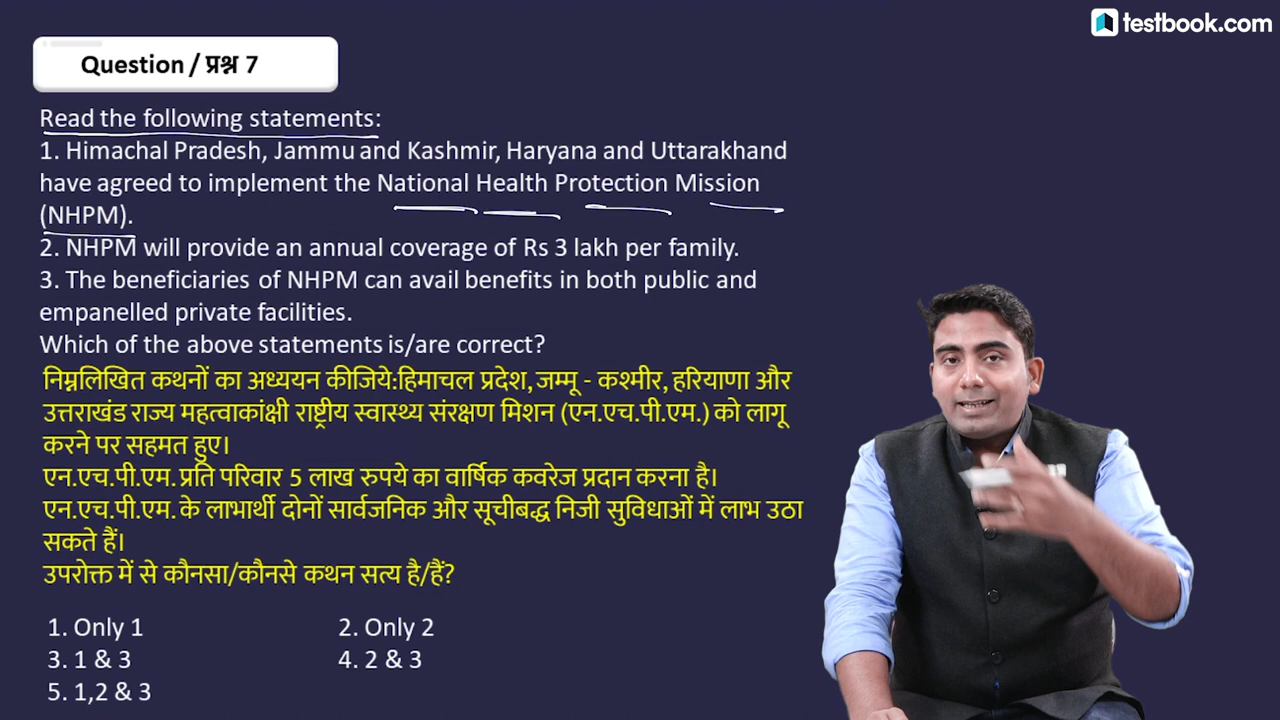 testbook.com
Question / प्रश्न 7
Read the following statements:
1. Himachal Pradesh, Jammu and Kashmir, Haryana and Uttarakhand
have agreed to implement the National Health Protection Mission
(NHPM).
2. NHPM will provide an annual coverage of Rs 3 lakh per family.
3. The beneficiaries of NHPM can avail benefits in both public and
empanelled private facilities.
Which of the above statements is/are correct?
निम्नलिखित कथनों का अध्ययन कीजिये:हिमाचल प्रदेश, जम्मू - कश्मीर, हरियाणा और
उत्तराखंड राज्य महत्वाकांक्षी राष्ट्रीय स्वास्थ्य संरक्षण मिशन (एन.एच.पी.एम.) को लागू
करने पर सहमत हुए।
एन.एच.पी.एम. प्रति परिवार 5 लाख रुपये का वार्षिक कवरेज प्रदान करना है।
एन.एच.पी.एम. के लाभार्थी दोनों सार्वजनिक और सूचीबद्ध निजी सुविधाओं में लाभ उठा
सकते हैं।
उपरोक्त में से कौनसा/कौनसे कथन सत्य है/हैं?
1. Only 1 2. Only 2
3. 1 & 3 4. 2 & 3
5. 1,2 & 3